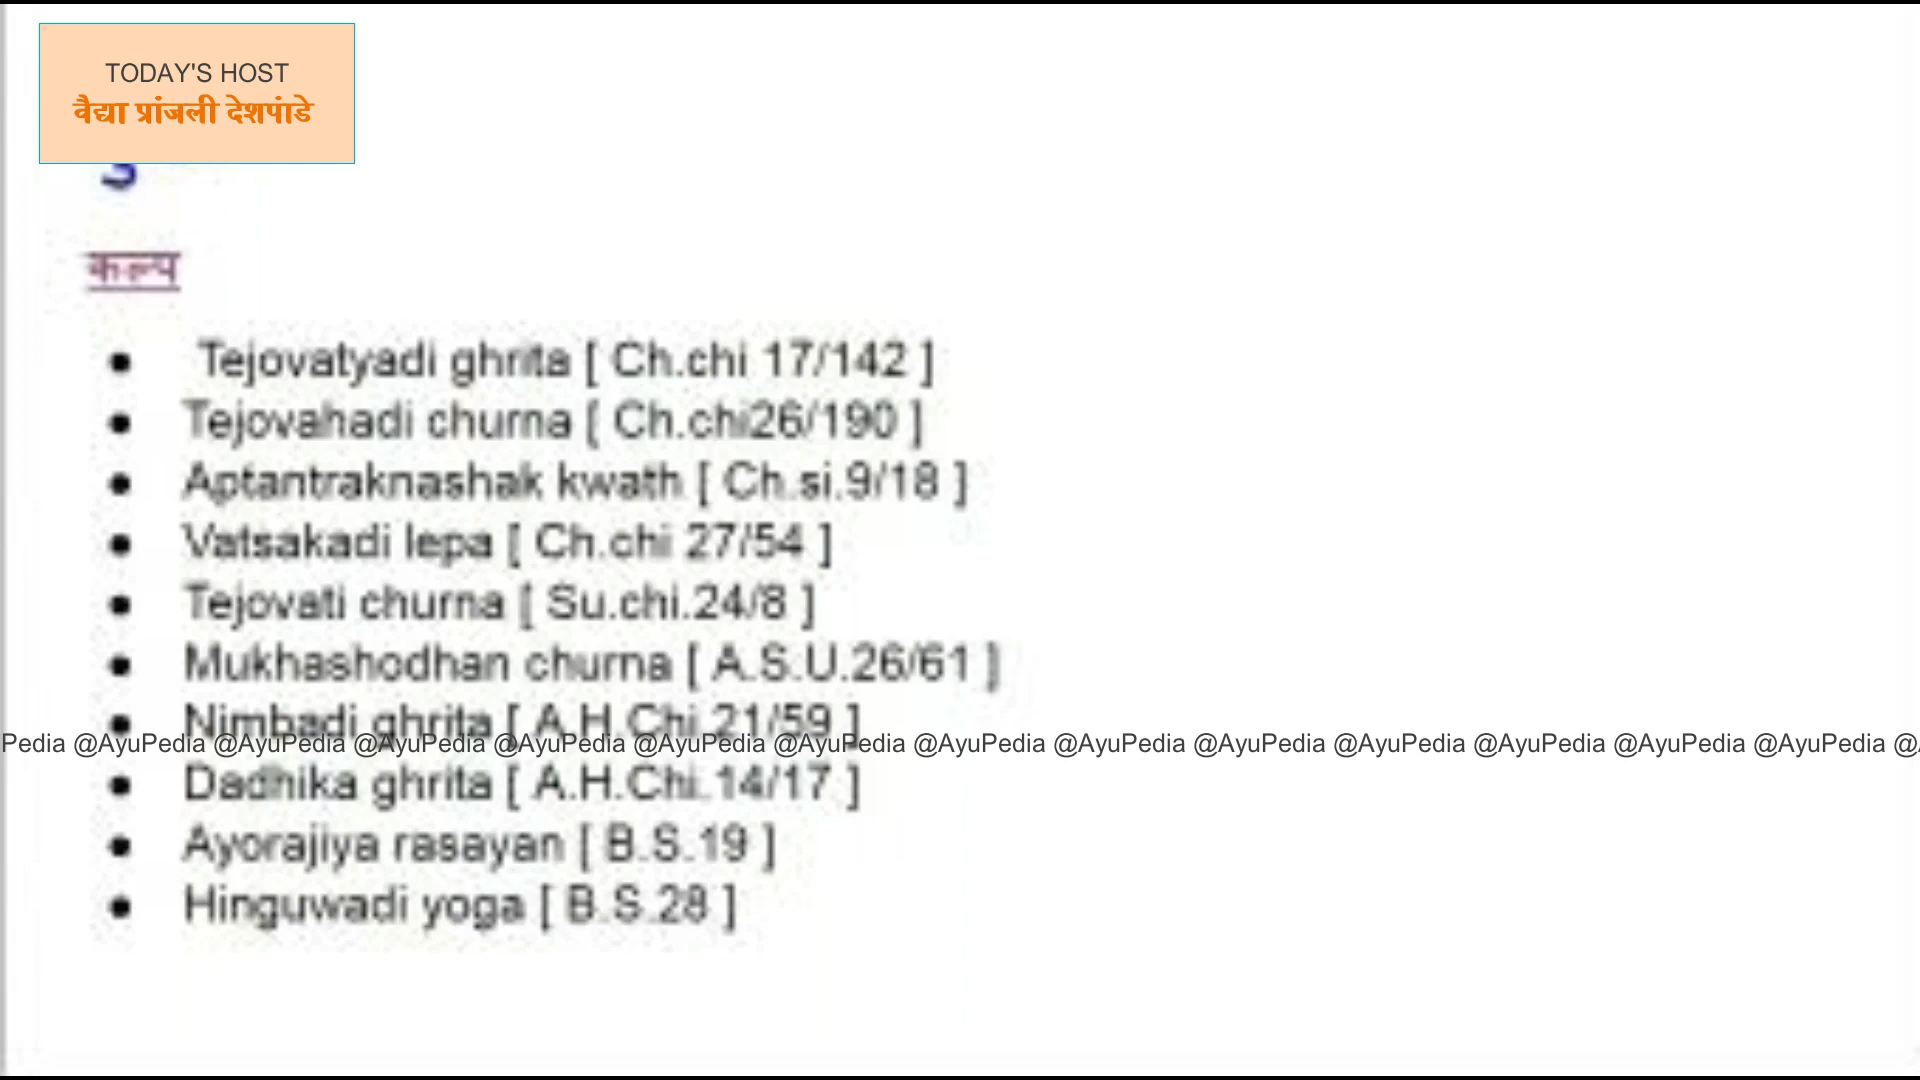 TODAY'S HOST
वैद्या प्रांजली देशपांडे
कल्प
• Tejovatyadi ghrita [ Ch.chi 17/142 ]
• Tejovahadi churna [ Ch.chi26/190 ]
• Aptantraknashak kwath [ Ch.si.9/18 ]
• Vatsakadi lepa [ Ch.chi 27/54 ]
• Tejovati churna [ Su.chi.24/8 ]
• Mukhashodhan churna [ A.S.U.26/61 ]
• Nimbadi ghrita [ A.H.Chi.21/59 ]
Pedia @AyuPedia @AyuPedia @AyuPedia @AyuPedia @AyuPedia @AyuPedia @AyuPedia @AyuPedia @AyuPedia @AyuPedia @AyuPedia @AyuPedia @AyuPedia @
• Dadhika ghrita [ A.H.Chi.14/17 ]
• Ayorajiya rasayan [ B.S.19 ]
• Hinguwadi yoga [ B.S.28 ]